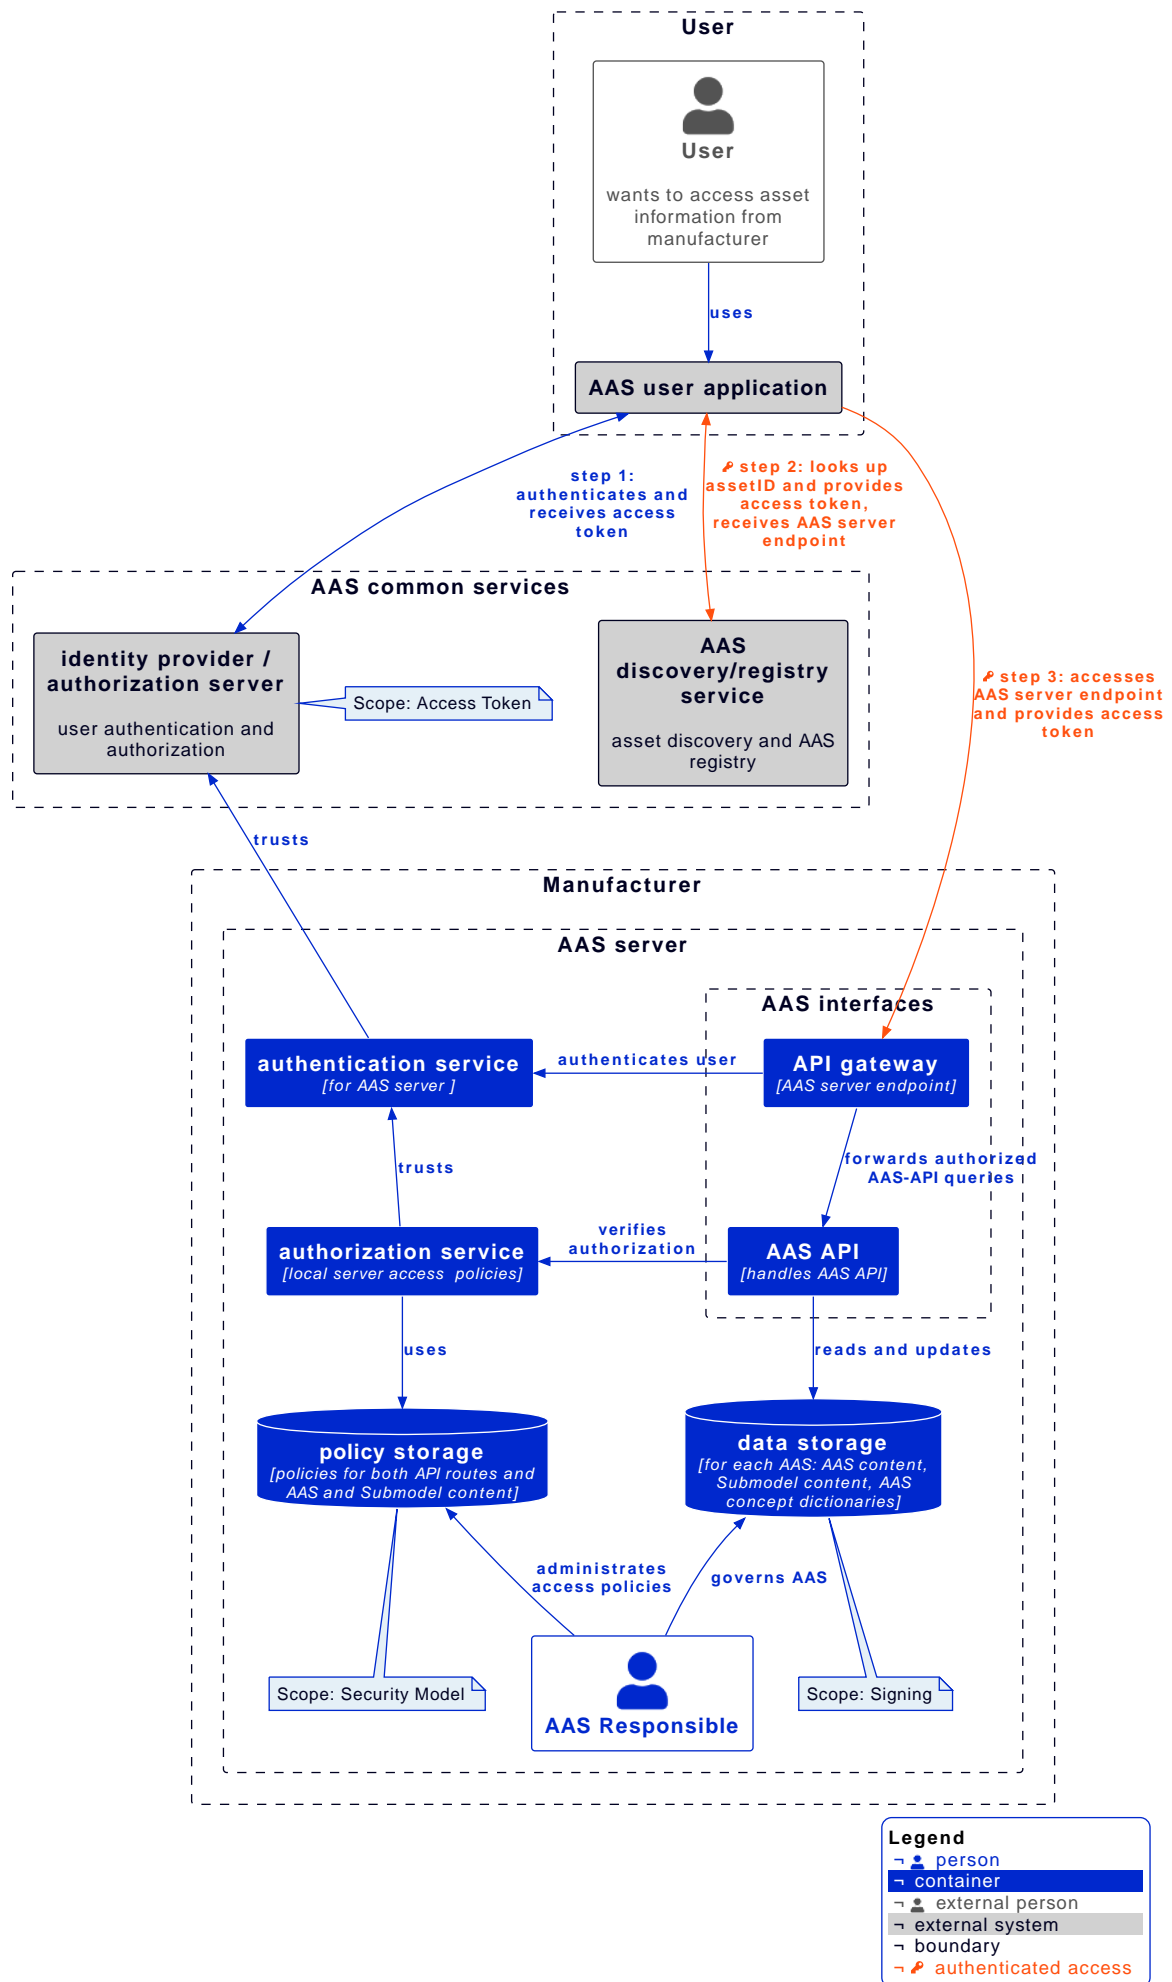 User
User
wants to access asset
information from
manufacturer
uses
AAS user application
step 1:
authenticates and
receives access
token
step 2: looks up
assetID and provides
access token,
receives AAS server
endpoint
AAS common services
identity provider /
authorization server
user authentication and
authorization
Scope: Access Token
AAS
discovery/registry
service
asset discovery and AAS
registry
step 3: accesses
AAS server endpoint
and provides access
token
trusts
Manufacturer
AAS server
AAS interfaces
authentication service
[for AAS server ]
authenticates user
API gateway
[AAS server endpoint]
trusts
forwards authorized
AAS-API queries
authorization service
[local server access  policies]
verifies
authorization
AAS API
[handles AAS API]
uses
reads and updates
policy storage
[policies for both API routes and
AAS and Submodel content]
data storage
[for each AAS: AAS content,
Submodel content, AAS
concept dictionaries]
administrates
access policies
governs AAS
Scope: Security Model
AAS Responsible
Scope: Signing
Legend
¬ person
¬ container
¬ external person
¬ external system
¬ boundary
¬ authenticated access